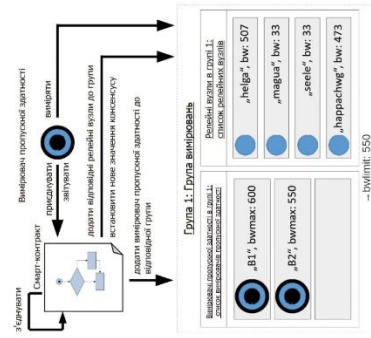 Вимірювач пропускної здатності
виміряти
приєднувати
звітувати
з'єднувати
Смарт-контракт
додати відповідні релейні вузли до групи
встановити нове значення консенсусу
додати вимірювач пропускної здатності до
відповідної групи
Група 1: Група вимірювань
Вимірювачі пропускної здатності в групі 1:
список вимірювачів пропускної здатності
„B1“, bwmax: 600
„B2“, bwmax: 550
Релейні вузли в групі 1:
список релейних вузлів
„helga“, bw: 507
„magua“, bw: 33
„seele“, bw: 33
„happachwg“, bw: 473
→ bwlimit: 550